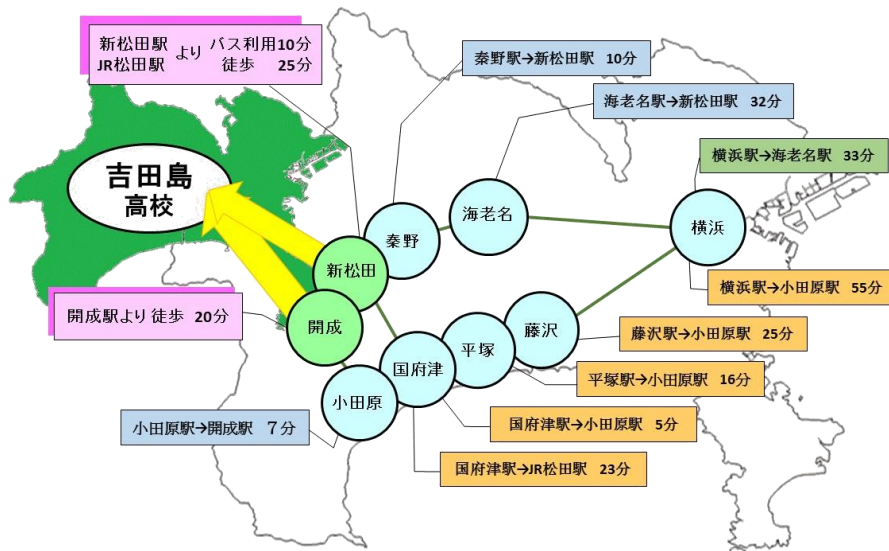 新松田駅 より バス利用10分
JR松田駅 徒歩 25分
秦野駅→新松田駅 10分
海老名駅→新松田駅 32分
横浜駅→海老名駅 33分
吉田島
高校
海老名
横浜
秦野
新松田
横浜駅→小田原駅 55分
開成駅より 徒歩 20分
開成
藤沢
藤沢駅→小田原駅 25分
平塚
国府津
平塚駅→小田原駅 16分
小田原
国府津駅→小田原駅 5分
小田原駅→開成駅 7分
国府津駅→JR松田駅 23分